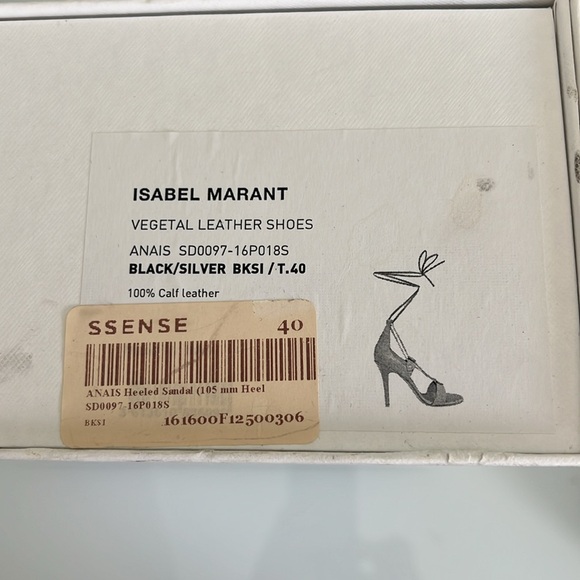 ISABEL MARANT
VEGETAL LEATHER SHOES
ANAIS SD0097-16P018S
BLACK/SILVER BKSI / T.40
100% Calf leather
SSENSE 40
ANAIS Heeled Sandal (105 mm Heel
SD0097-16P018S
BKSI 161600F12500306